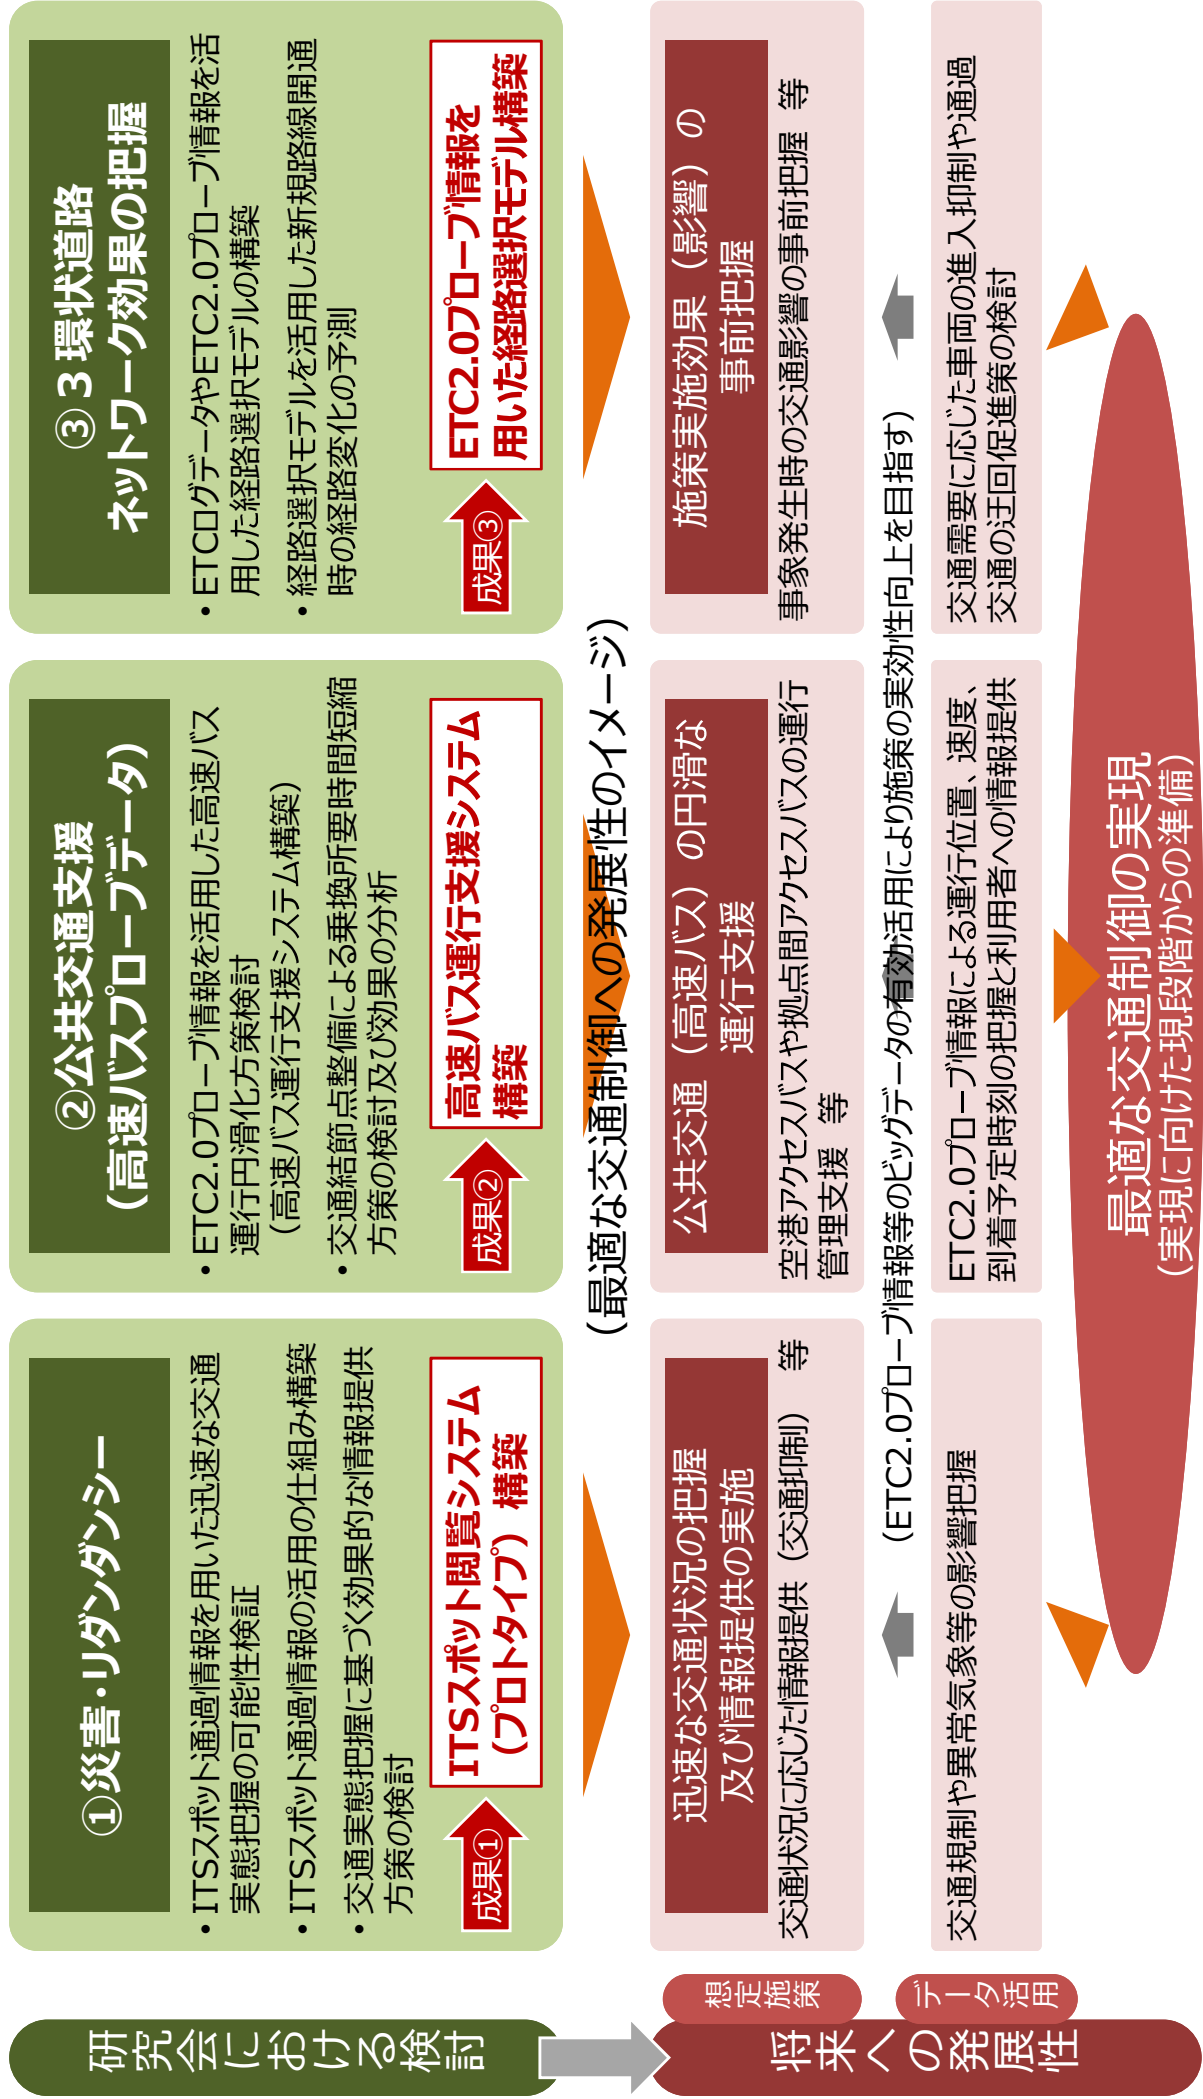 研究会における検討
①災害・リダンダンシー
・ITSスポット通過情報を用いた迅速な交通
実態把握の可能性検証
・ITSスポット通過情報の活用の仕組み構築
・交通実態把握に基づく効果的な情報提供
方策の検討
成果①
ITSスポット閲覧システム
（プロトタイプ）構築
②公共交通支援
(高速バスプローブデータ)
・ETC2.0プローブ情報を活用した高速バス
運行円滑化方策検討
（高速バス運行支援システム構築）
・交通結節点整備による乗換所要時間短縮
方策の検討及び効果の分析
成果②
高速バス運行支援システム
構築
③３環状道路
ネットワーク効果の把握
・ETCログデータやETC2.0プローブ情報を活
用した経路選択モデルの構築
・経路選択モデルを活用した新規路線開通
時の経路変化の予測
成果③
ETC2.0プローブ情報を
用いた経路選択モデル構築
（最適な交通制御への発展性のイメージ）
将来への発展性
想定施策
迅速な交通状況の把握
及び情報提供の実施
交通状況に応じた情報提供（交通抑制）　等
公共交通（高速バス）の円滑な
運行支援
空港アクセスバスや拠点間アクセスバスの運行
管理支援　等
施策実施効果（影響）の
事前把握
事象発生時の交通影響の事前把握　等
（ETC2.0プローブ情報等のビッグデータの有効活用により施策の実効性向上を目指す）
データ活用
交通規制や異常気象等の影響把握
ETC2.0プローブ情報による運行位置、速度、
到着予定時刻の把握と利用者への情報提供
交通需要に応じた車両の進入抑制や通過
交通の迂回促進策の検討
最適な交通制御の実現
（実現に向けた現段階からの準備）